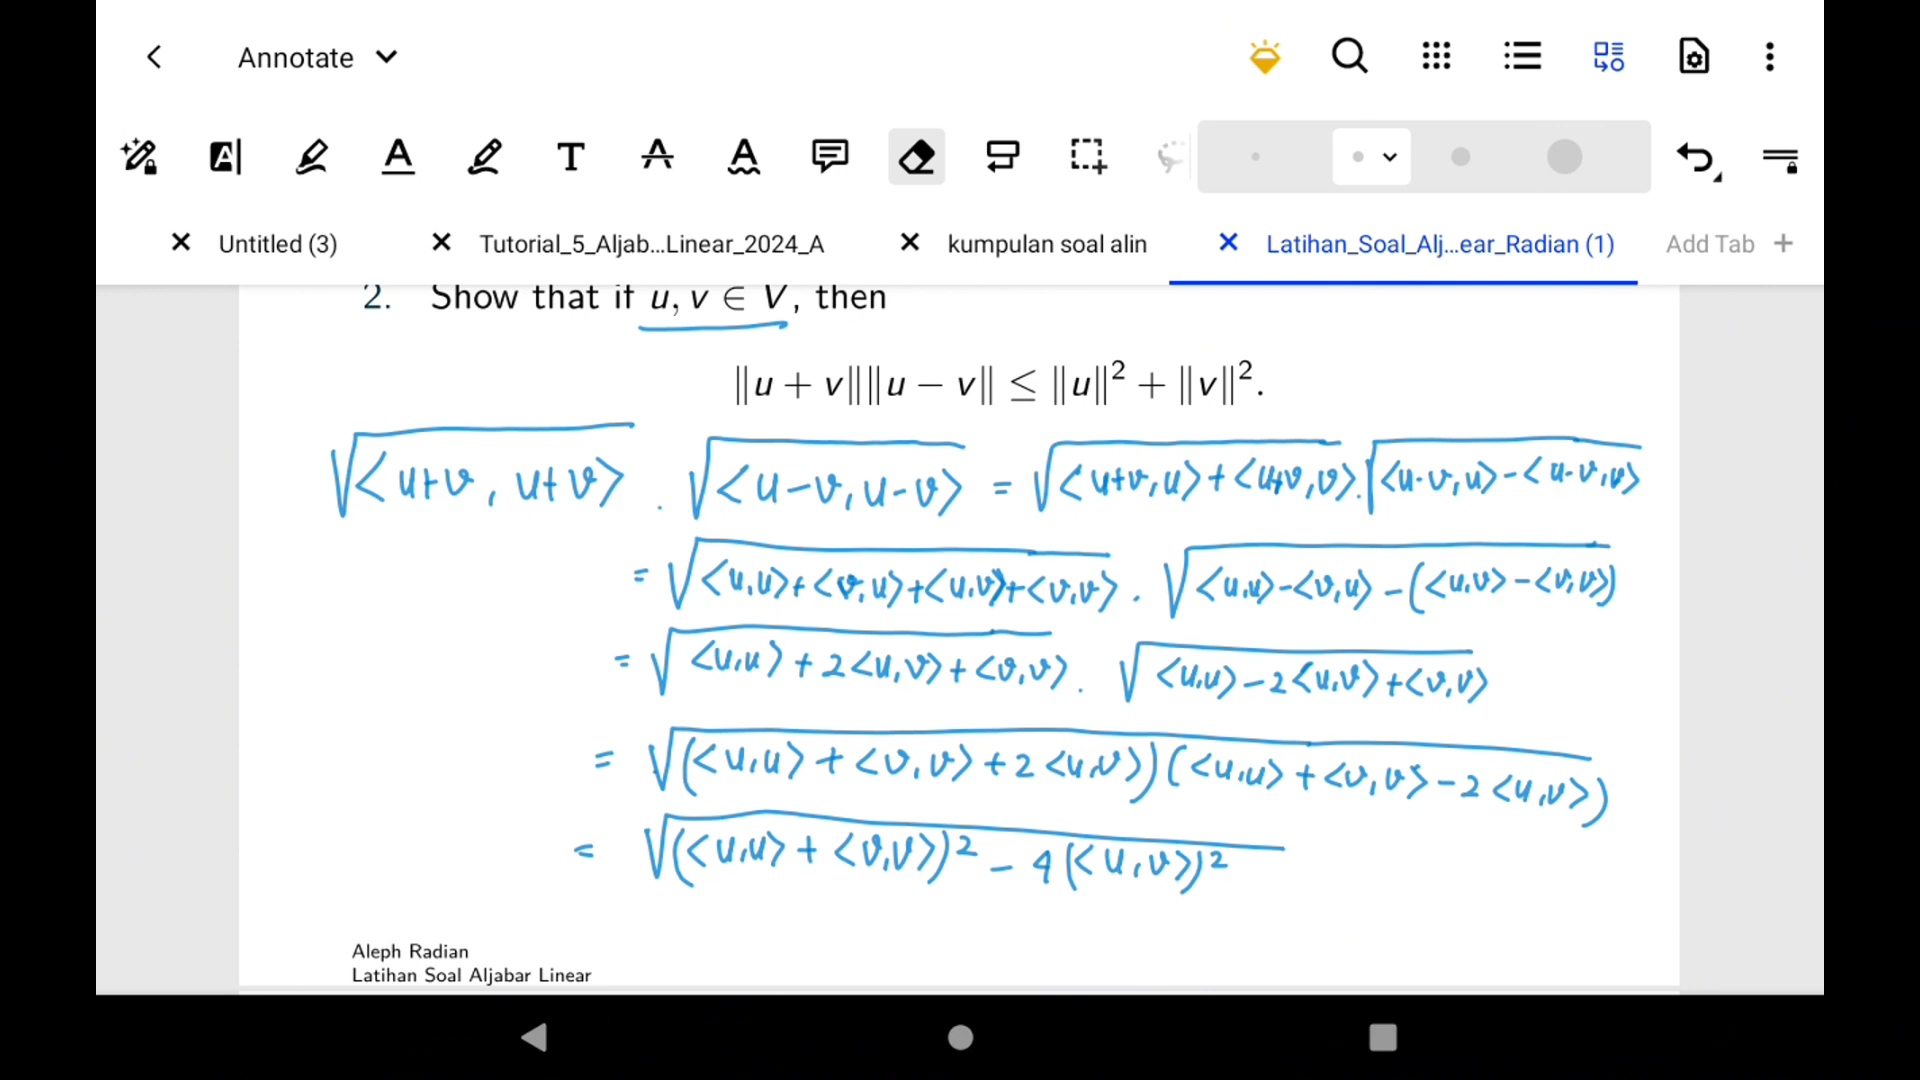 Annotate
Untitled (3)
Tutorial_5_Aljab...Linear_2024_A
kumpulan soal alin
Latihan_Soal_Alj...ear_Radian (1)
Add Tab +
2. Show that if u, v ∈ V, then
‖u + v‖‖u − v‖ ≤ ‖u‖² + ‖v‖².
√<u+v, u+v> . √<u-v, u-v> = √<u+v,u>+<u+v,v> . √<u-v,u>-<u-v,v>
= √<u,u>+<v,u>+<u,v>+<v,v> . √<u,u>-<v,u>-(<u,v>-<v,v>)
= √<u,u>+2<u,v>+<v,v> . √<u,u>-2<u,v>+<v,v>
= √(<u,u>+<v,v>+2<u,v>)(<u,u>+<v,v>-2<u,v>)
= √(<u,u>+<v,v>)² - 4(<u,v>)²
Aleph Radian
Latihan Soal Aljabar Linear